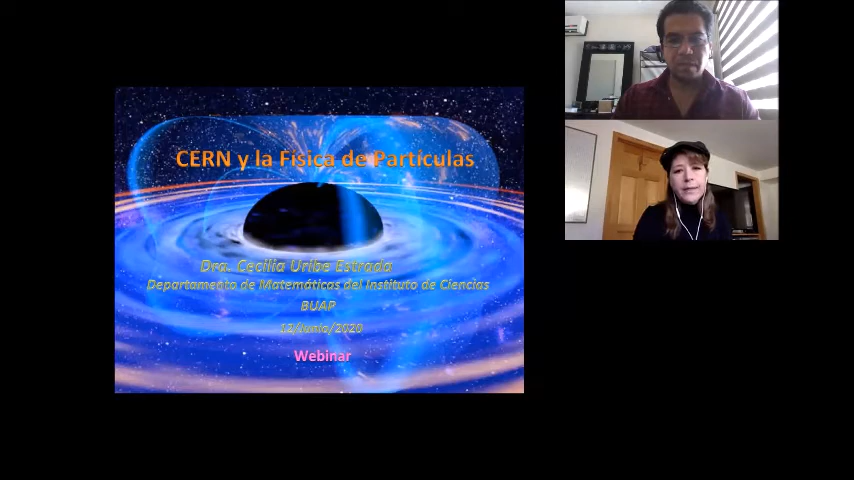 CERN y la Física de Partículas
Dra. Cecilia Uribe Estrada
Departamento de Matemáticas del Instituto de Ciencias
BUAP
12/Junio/2020
Webinar